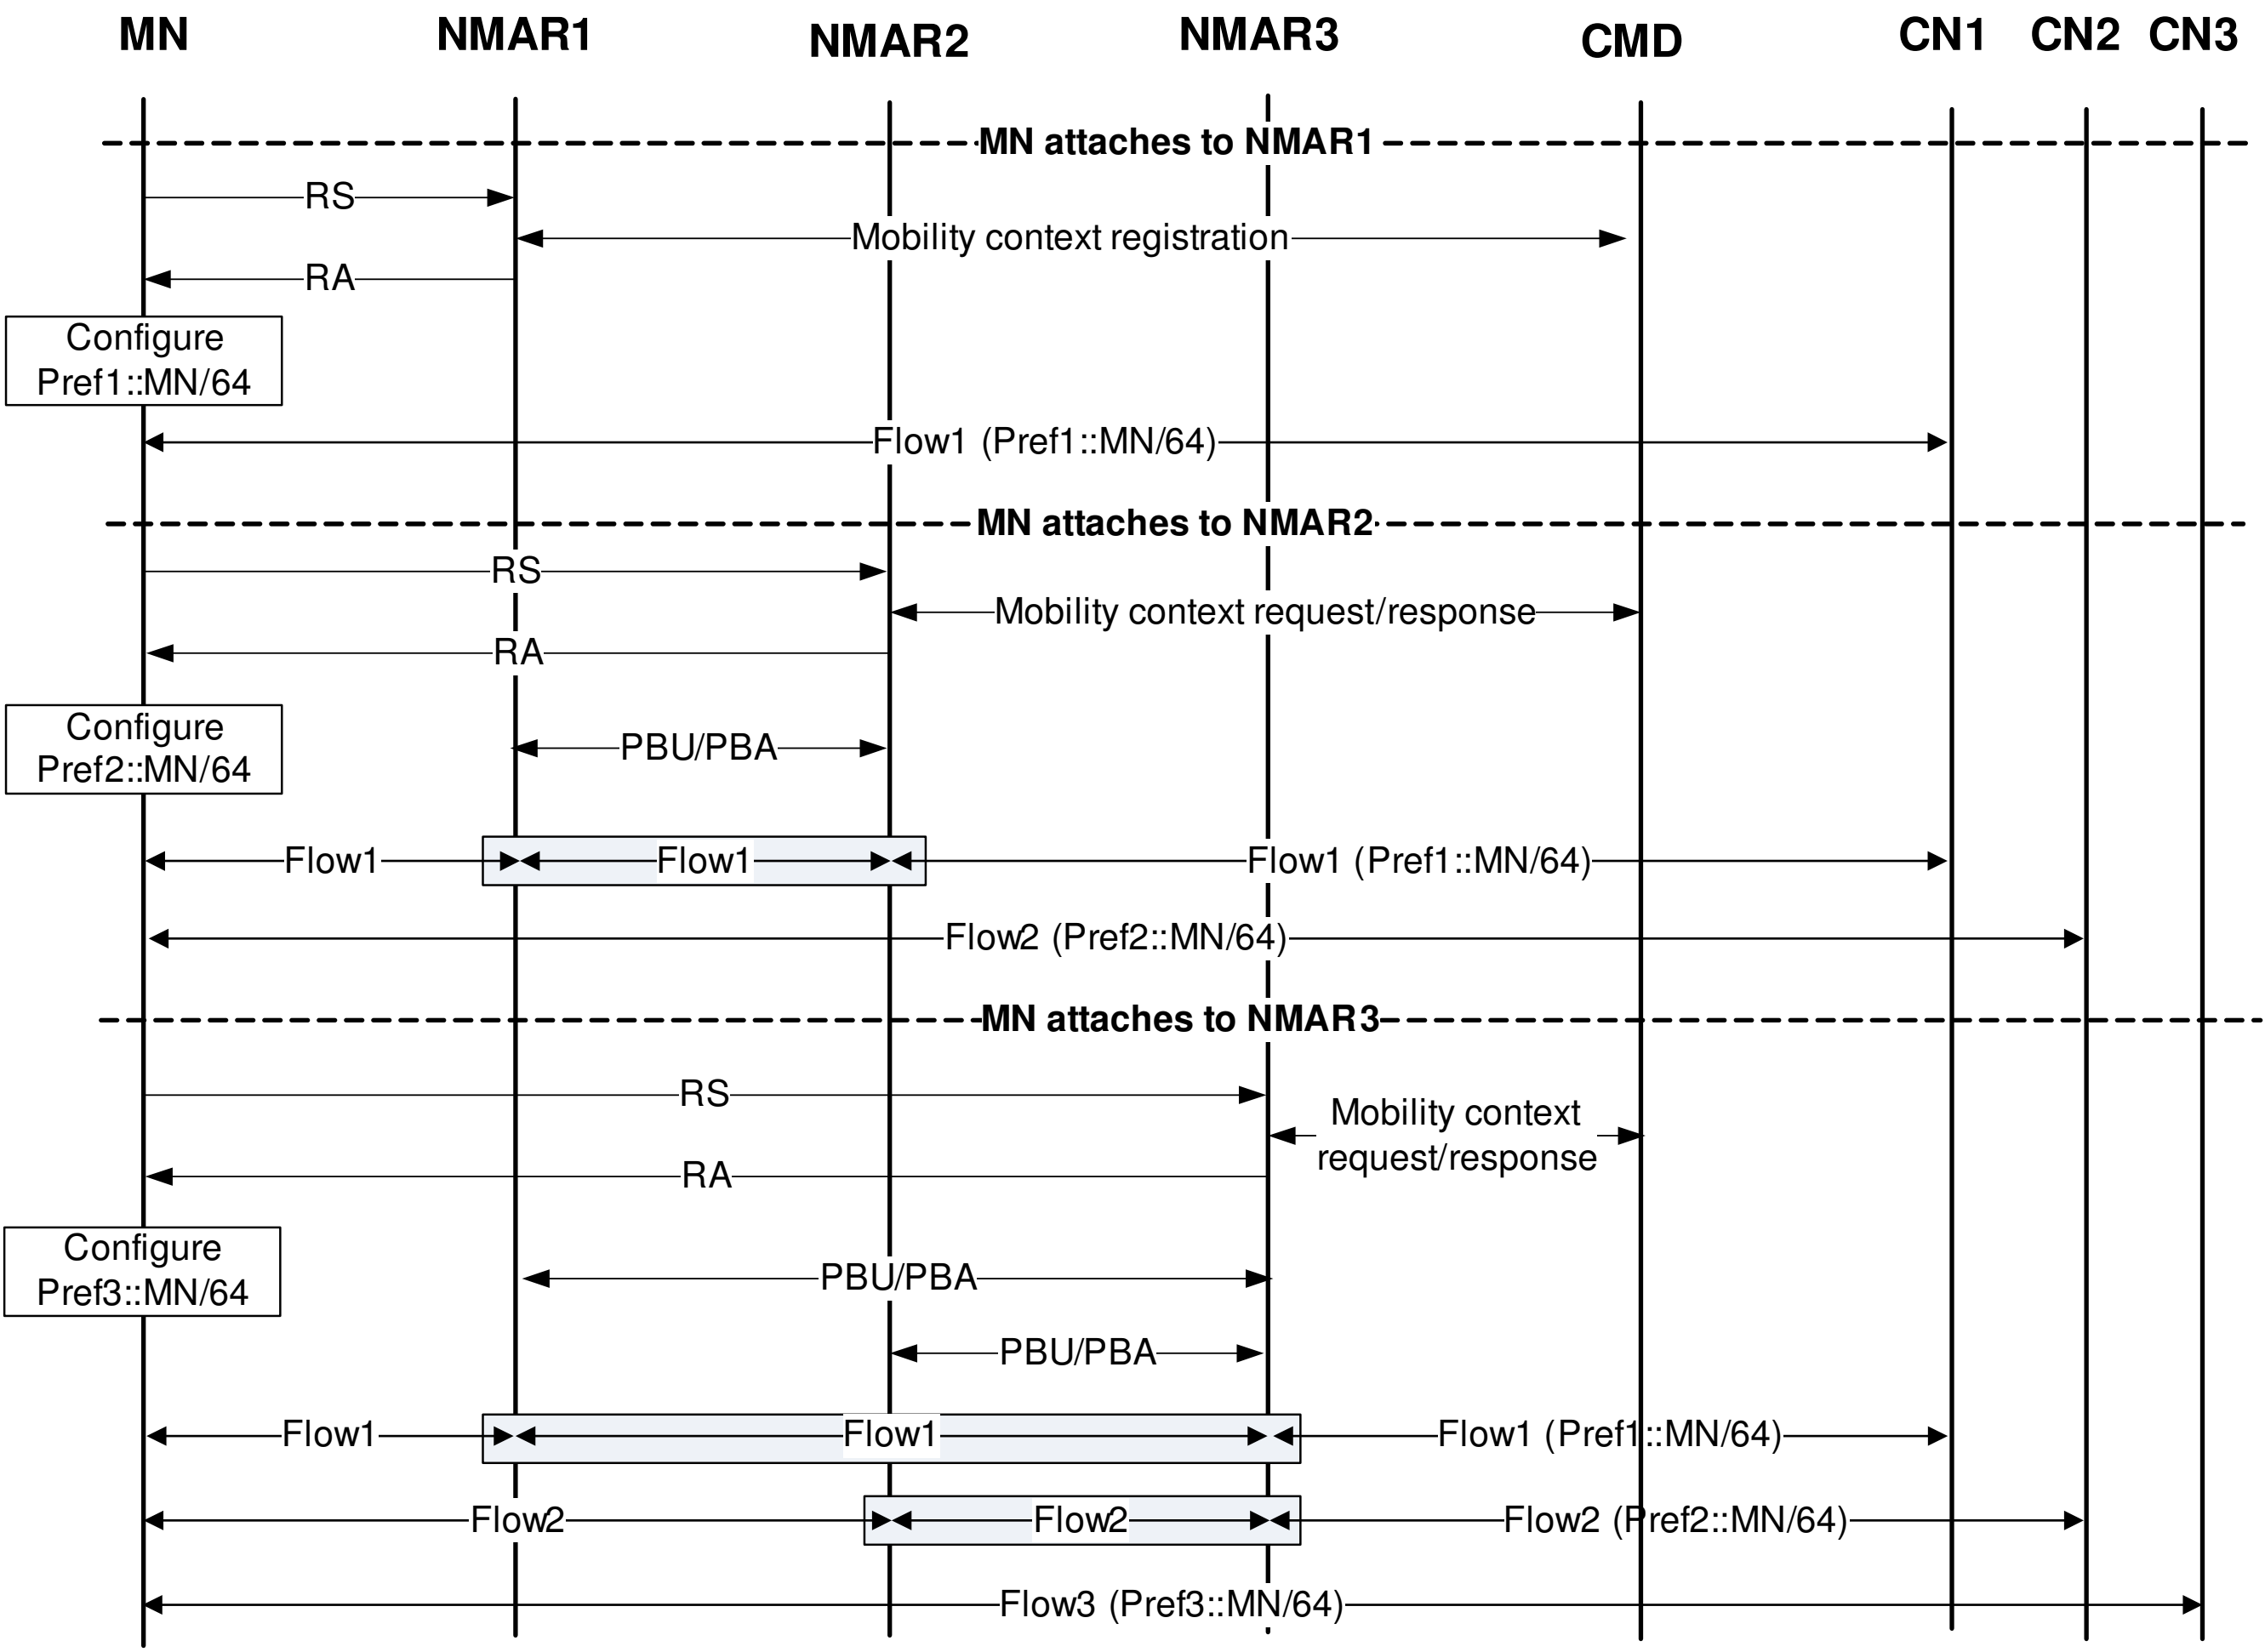 MN NMAR1 NMAR2 NMAR3 CMD CN1 CN2 CN3
MN attaches to NMAR1
RS
Mobility context registration
RA
Configure
Pref1::MN/64
Flow1 (Pref1::MN/64)
MN attaches to NMAR2
RS
Mobility context request/response
RA
Configure
Pref2::MN/64
PBU/PBA
Flow1 Flow1 Flow1 (Pref1::MN/64)
Flow2 (Pref2::MN/64)
MN attaches to NMAR3
RS
Mobility context
request/response
RA
Configure
Pref3::MN/64
PBU/PBA
PBU/PBA
Flow1 Flow1 Flow1 (Pref1::MN/64)
Flow2 Flow2 Flow2 (Pref2::MN/64)
Flow3 (Pref3::MN/64)